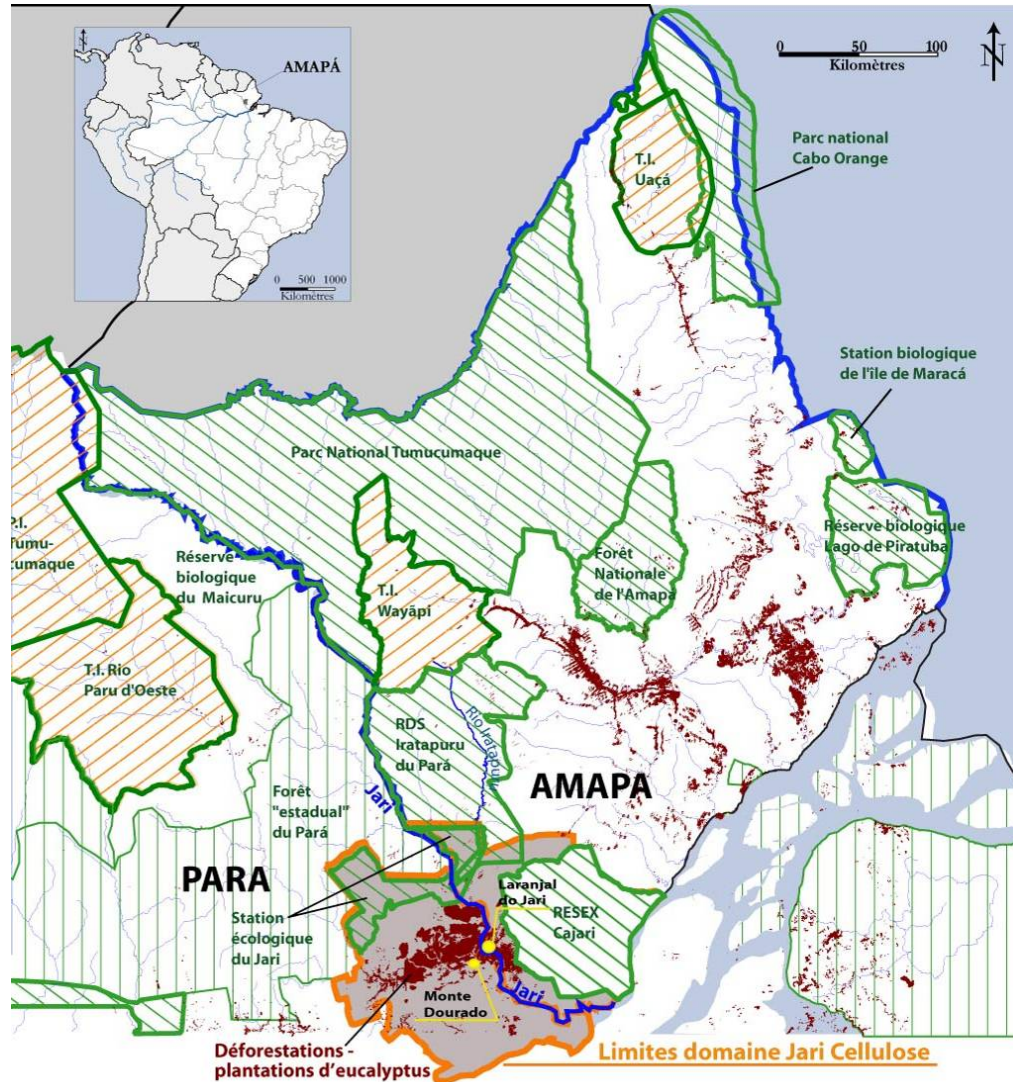 N
AMAPÁ
0 500 1000
Kilomètres
0 50 100
Kilomètres
N
Parc national
Cabo Orange
T.I.
Uaçá
Station biologique
de l'île de Maracá
Parc National Tumucumaque
Réserve biologique
Lago de Piratuba
Forêt
Nationale
de l'Amapa
P.I.
Tumu-
cumaque
Réserve
biologique
du Maicuru
T.I.
Wayãpi
T.I. Rio
Paru d'Oeste
RDS
Iratapuru
du Pará
Rio Iratapuru
AMAPA
Jari
Forêt
"estadual"
du Pará
PARA
Station
écologique
du Jari
Laranjal
do Jari
RESEX
Cajari
Monte
Dourado
Jari
Déforestations -
plantations d'eucalyptus
Limites domaine Jari Cellulose